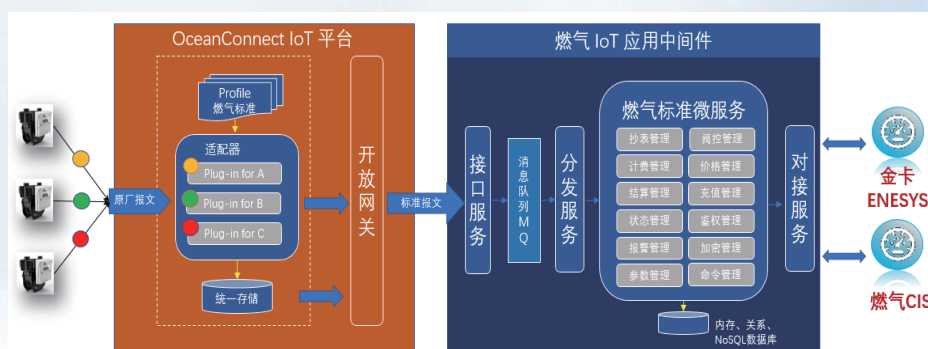 OceanConnect IoT 平台
燃气 IoT 应用中间件
Profile
燃气标准
适配器
Plug-in for A
Plug-in for B
Plug-in for C
统一存储
原厂报文
开放网关
标准报文
接口服务
消息队列MQ
分发服务
燃气标准微服务
抄表管理
阀控管理
计费管理
价格管理
结算管理
充值管理
状态管理
鉴权管理
报警管理
加密管理
参数管理
命令管理
内存、关系、
NoSQL数据库
对接服务
金卡
ENESYS
燃气CIS